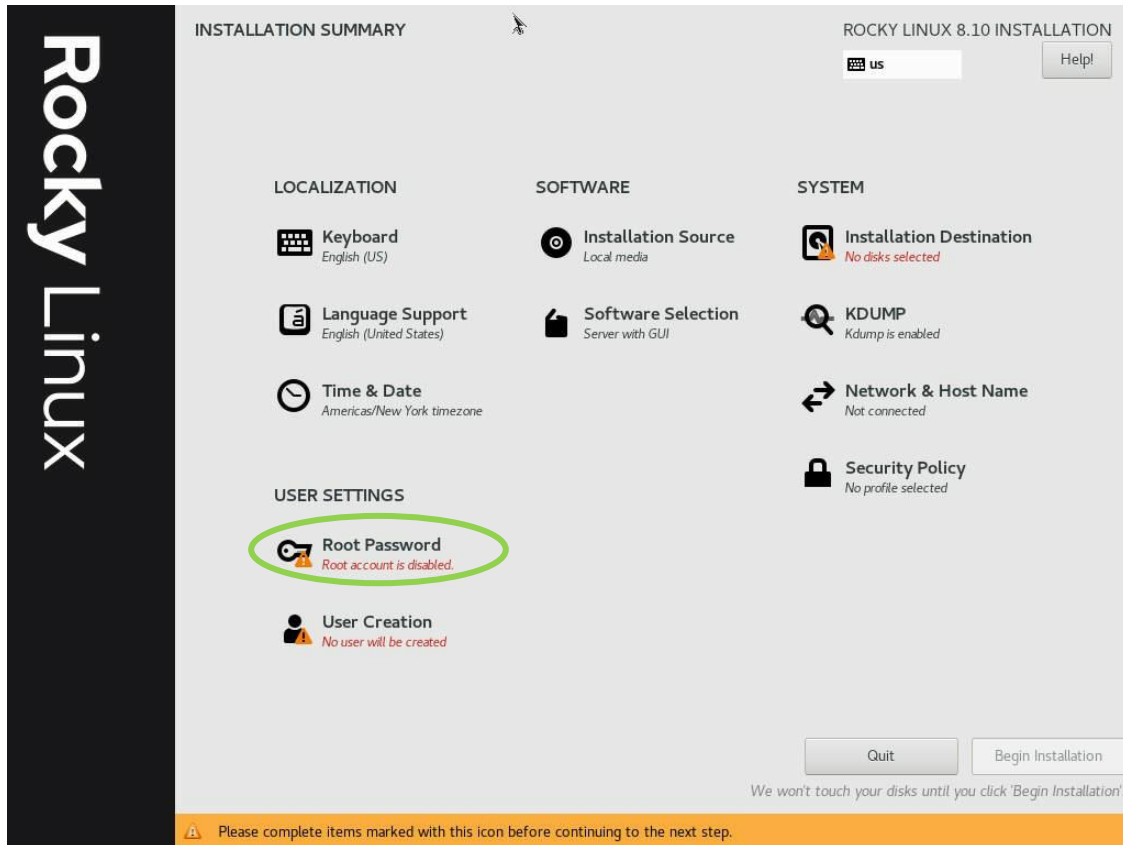 Rocky Linux
INSTALLATION SUMMARY
ROCKY LINUX 8.10 INSTALLATION
us
Help!
LOCALIZATION
Keyboard
English (US)
Language Support
English (United States)
Time & Date
Americas/New York timezone
SOFTWARE
Installation Source
Local media
Software Selection
Server with GUI
SYSTEM
Installation Destination
No disks selected
KDUMP
Kdump is enabled
Network & Host Name
Not connected
Security Policy
No profile selected
USER SETTINGS
Root Password
Root account is disabled.
User Creation
No user will be created
Quit
Begin Installation
We won't touch your disks until you click 'Begin Installation'.
Please complete items marked with this icon before continuing to the next step.